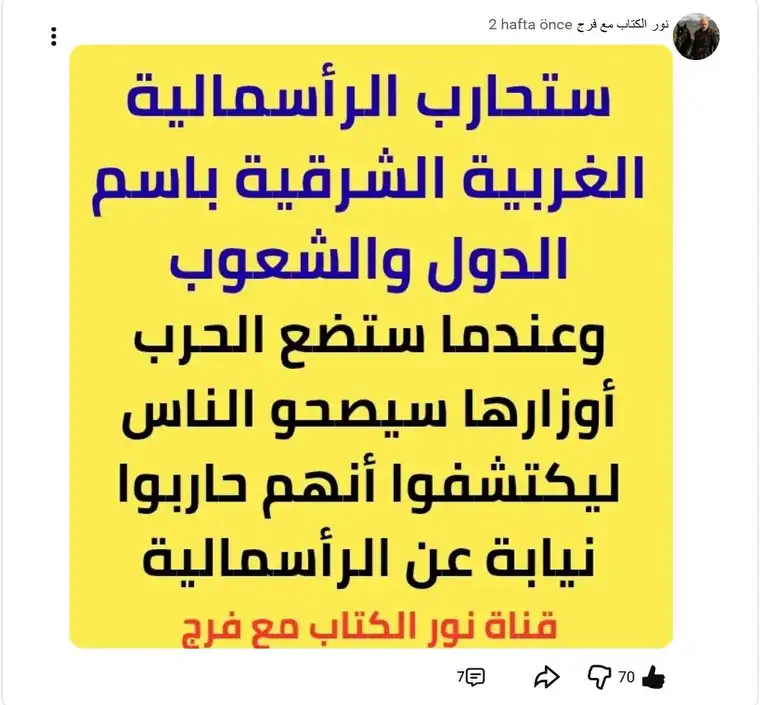 نور الكتاب مع فرج 2 hafta önce
ستحارب الرأسمالية
الغربية الشرقية باسم
الدول والشعوب
وعندما ستضع الحرب
أوزارها سيصحو الناس
ليكتشفوا أنهم حاربوا
نيابة عن الرأسمالية
قناة نور الكتاب مع فرج
70 7